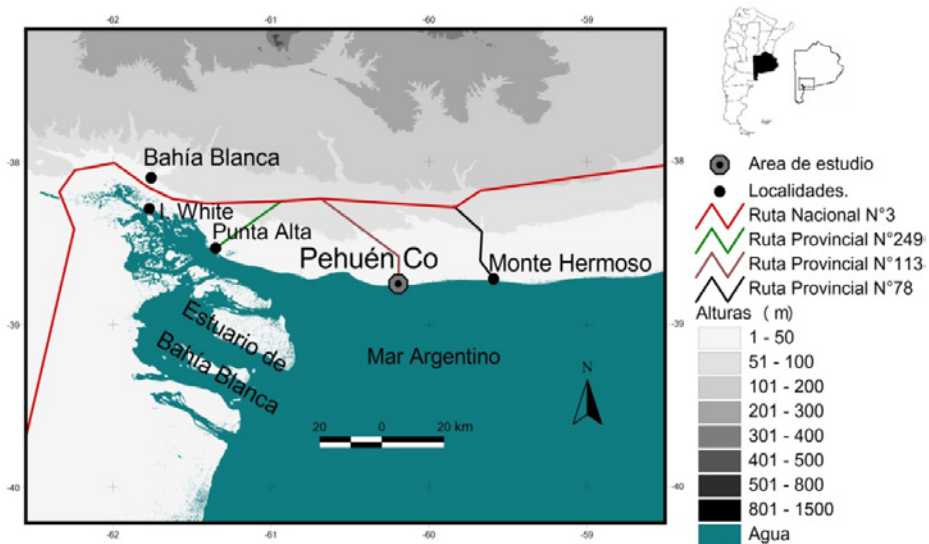 -62
-61
-60
-59
-38
-38
Bahía Blanca
I. White
Punta Alta
Pehuén Co
Monte Hermoso
-39
-39
Estuario de
Bahía Blanca
Mar Argentino
N
20 0 20 km
-40
-40
-62
-61
-60
-59
Area de estudio
Localidades.
Ruta Nacional N°3
Ruta Provincial N°249
Ruta Provincial N°113
Ruta Provincial N°78
Alturas ( m)
1 - 50
51 - 100
101 - 200
201 - 300
301 - 400
401 - 500
501 - 800
801 - 1500
Agua